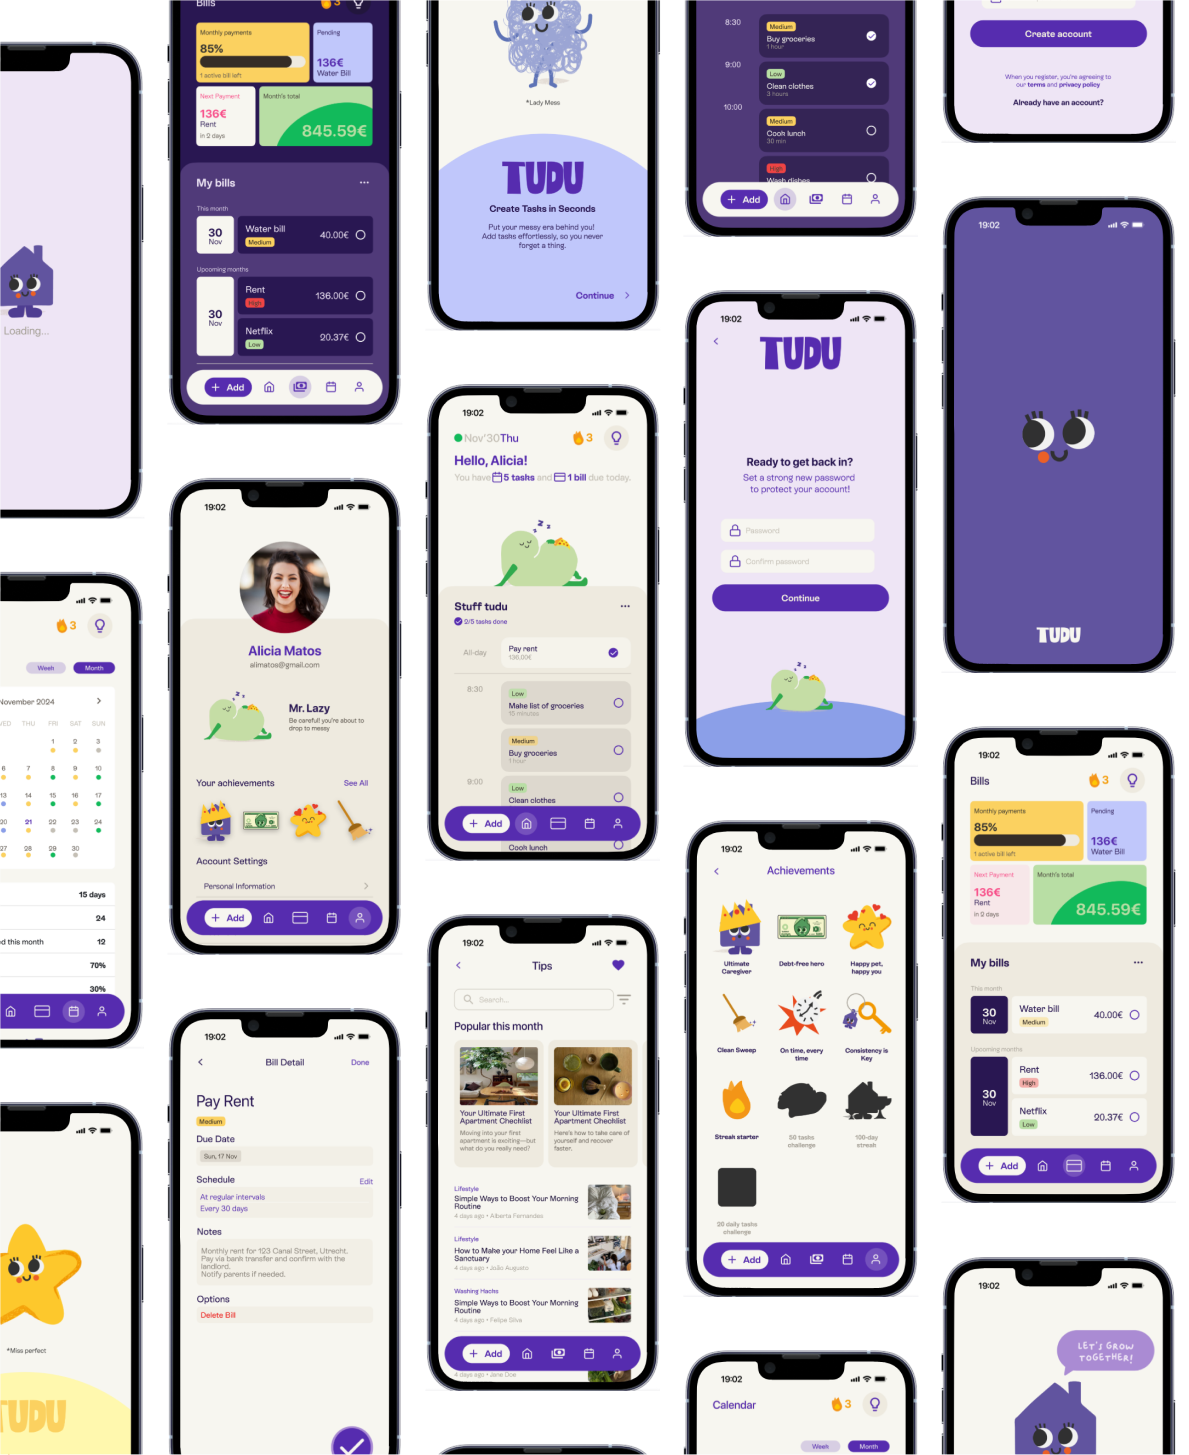 Loading...
3
Week
Month
November 2024
WED THU FRI SAT SUN
1 2 3
6 7 8 9 10
13 14 15 16 17
20 21 22 23 24
27 28 29 30
15 days
24
ed this month 12
70%
30%
*Miss perfect
TUDU
Bills
3
Monthly payments
85%
1 active bill left
Pending
136€
Water Bill
Next Payment
136€
Rent
in 2 days
Month's total
845.59€
My bills
This month
30
Nov
Water bill
Medium
40.00€
Upcoming months
30
Nov
Rent
High
136.00€
Netflix
Low
20.37€
+ Add
19:02
Alicia Matos
alimatos@gmail.com
z z z
Mr. Lazy
Be careful! you're about to
drop to messy
Your achievements
See All
Account Settings
Personal Information
+ Add
19:02
Bill Detail
Done
Pay Rent
Medium
Due Date
Sun, 17 Nov
Schedule
Edit
At regular intervals
Every 30 days
Notes
Monthly rent for 123 Canal Street, Utrecht.
Pay via bank transfer and confirm with the
landlord.
Notify parents if needed.
Options
Delete Bill
*Lady Mess
TUDU
Create Tasks in Seconds
Put your messy era behind you!
Add tasks effortlessly, so you never
forget a thing.
Continue
19:02
Nov'30Thu
3
Hello, Alicia!
You have 5 tasks and 1 bill due today.
z z z
Stuff tudu
2/5 tasks done
All-day
Pay rent
136.00€
8:30
Low
Make list of groceries
10 minutes
Medium
Buy groceries
1 hour
9:00
Low
Clean clothes
+ Add
Cook lunch
19:02
Tips
Search...
Popular this month
Your Ultimate First
Apartment Checklist
Moving into your first
apartment is exciting—but
what do you really need?
Your Ultimate First
Apartment Checklist
Here's how to take care of
yourself and recover
faster.
Lifestyle
Simple Ways to Boost Your Morning
Routine
4 days ago • Alberta Fernandes
Lifestyle
How to Make your Home Feel Like a
Sanctuary
4 days ago • João Augusto
Washing Hacks
Simple Ways to Boost Your Morning
Routine
4 days ago • Felipe Silva
+ Add
4 days ago • Jane Doe
8:30
Medium
Buy groceries
1 hour
9:00
Low
Clean clothes
3 hours
10:00
Medium
Cook lunch
30 min
High
Wash dishes
+ Add
19:02
TUDU
Ready to get back in?
Set a strong new password
to protect your account!
Password
Confirm password
Continue
z z z
19:02
Achievements
Ultimate
Caregiver
Debt-free hero
Happy pet,
happy you
Clean Sweep
On time, every
time
Consistency is
Key
Streak starter
50 tasks
challenge
100-day
streak
20 daily tasks
challenge
+ Add
19:02
Calendar
3
Week
Month
Create account
When you register, you're agreeing to
our terms and privacy policy
Already have an account?
19:02
TUDU
19:02
Bills
3
Monthly payments
85%
1 active bill left
Pending
136€
Water Bill
Next Payment
136€
Rent
in 2 days
Month's total
845.59€
My bills
This month
30
Nov
Water bill
Medium
40.00€
Upcoming months
30
Nov
Rent
High
136.00€
Netflix
Low
20.37€
+ Add
19:02
LET'S GROW
TOGETHER!